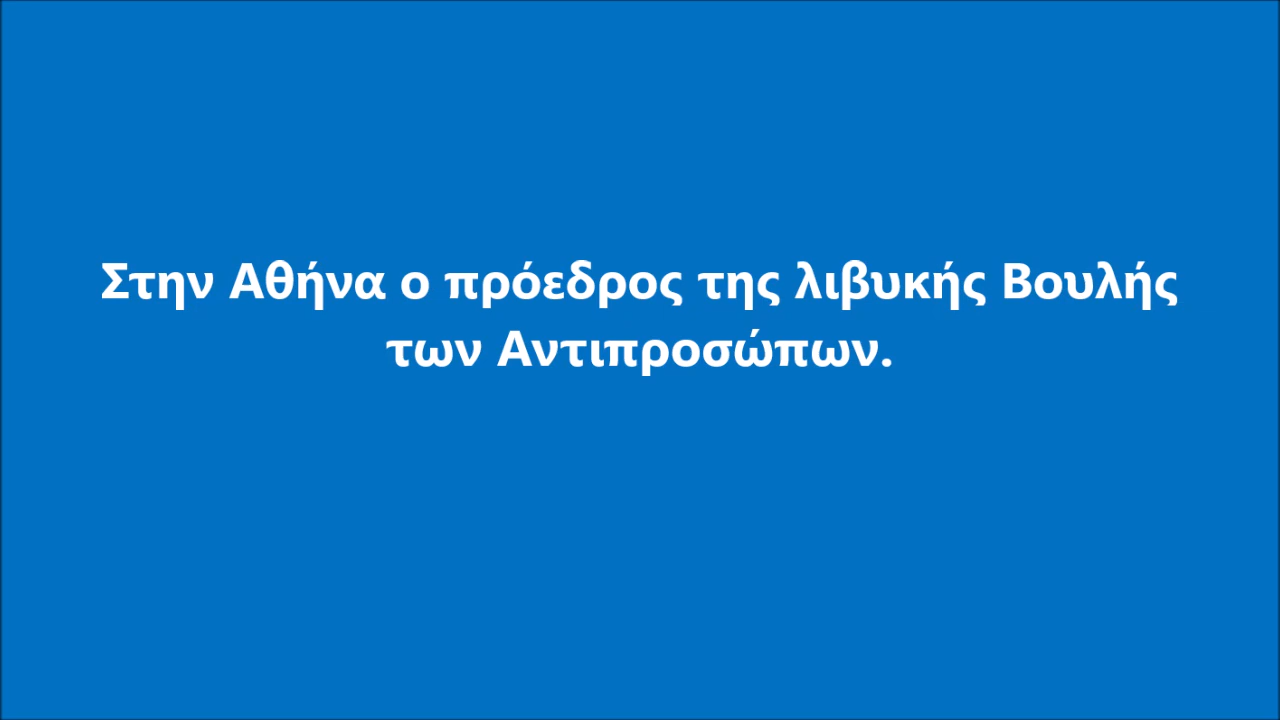 Στην Αθήνα ο πρόεδρος της λιβυκής Βουλής
των Αντιπροσώπων.